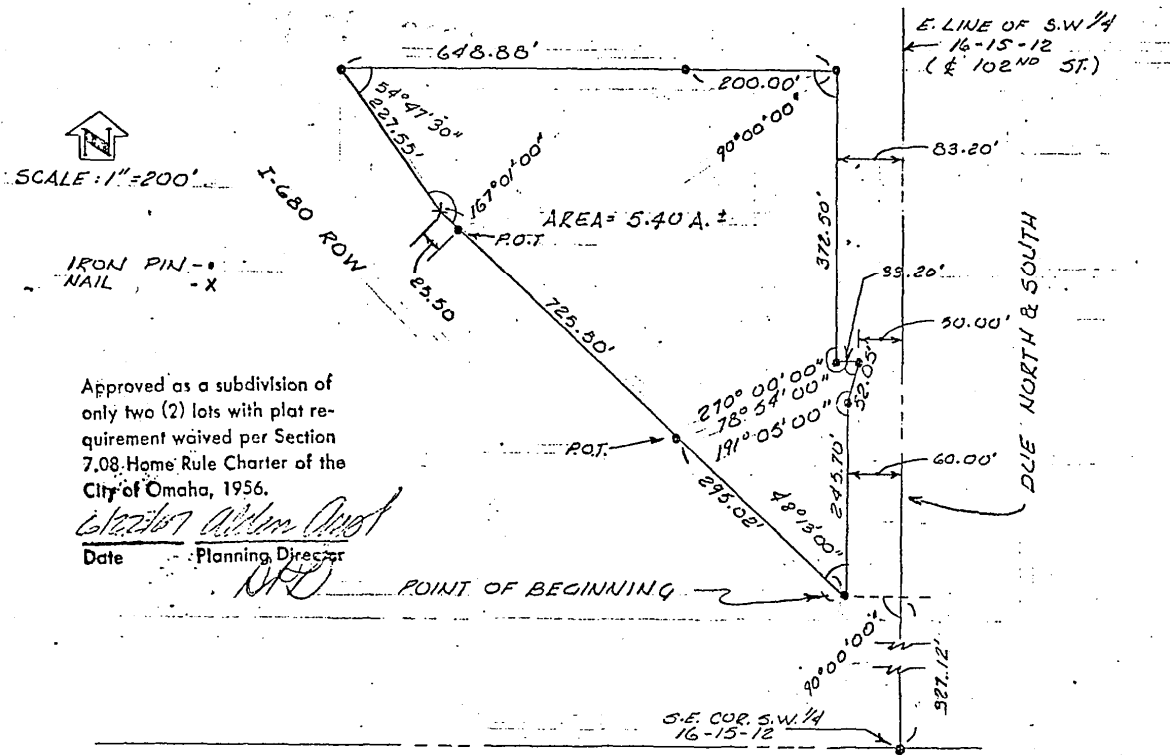 E. LINE OF S.W 1/4
16-15-12
(₵ 102ND ST.)
648.88'
200.00'
54°47'30"
227.55'
90°00'00"
83.20'
N
SCALE: 1"=200'
I-680 ROW
167°01'00"
AREA= 5.40 A.±
P.O.T.
372.50'
IRON PIN - •
NAIL - X
33.20'
50.00'
725.50'
52.05'
270° 00' 00"
78° 54' 00"
191° 05' 00"
DUE NORTH & SOUTH
Approved as a subdivision of
only two (2) lots with plat re-
quirement waived per Section
7.08 Home Rule Charter of the
City of Omaha, 1956.
P.O.T.
60.00'
245.70'
295.02'
48°13'00"
6/22/67
Date Planning Director
POINT OF BEGINNING
90°00'00"
927.12'
S.E. COR. S.W. 1/4
16-15-12